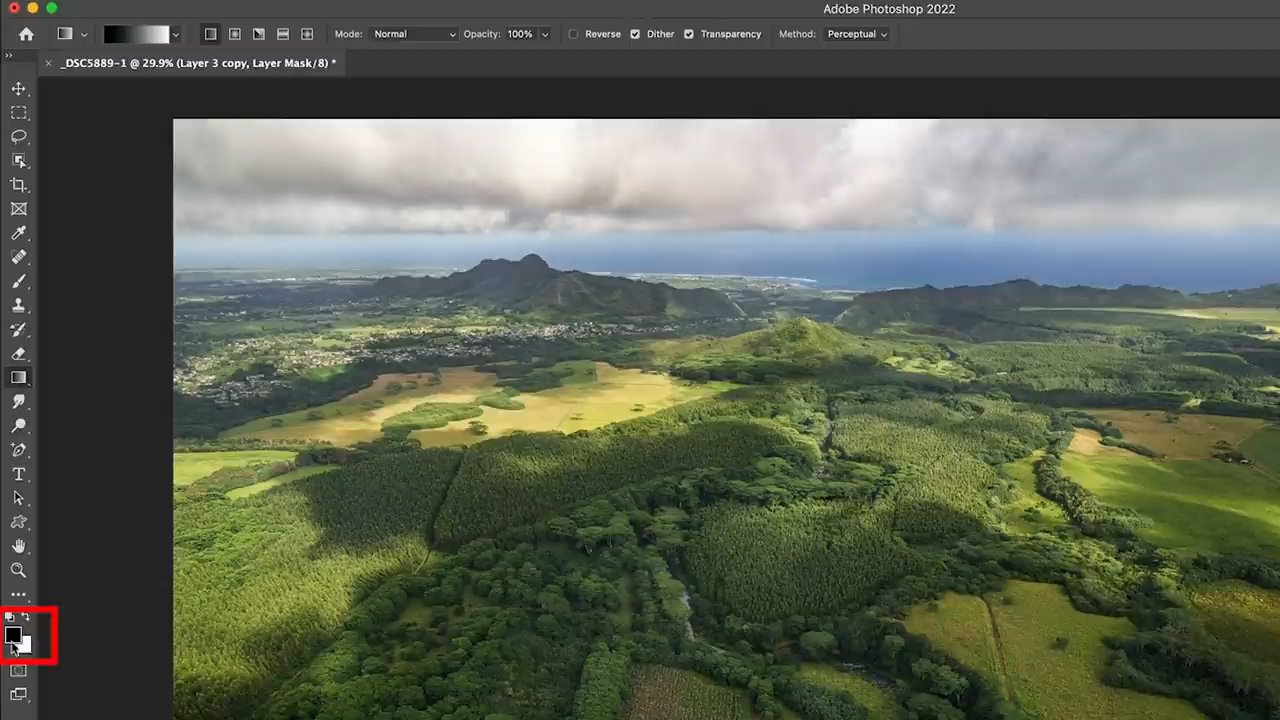 Adobe Photoshop 2022
Mode: Normal Opacity: 100% Reverse Dither Transparency Method: Perceptual
_DSC5889-1 @ 29.9% (Layer 3 copy, Layer Mask/8) *